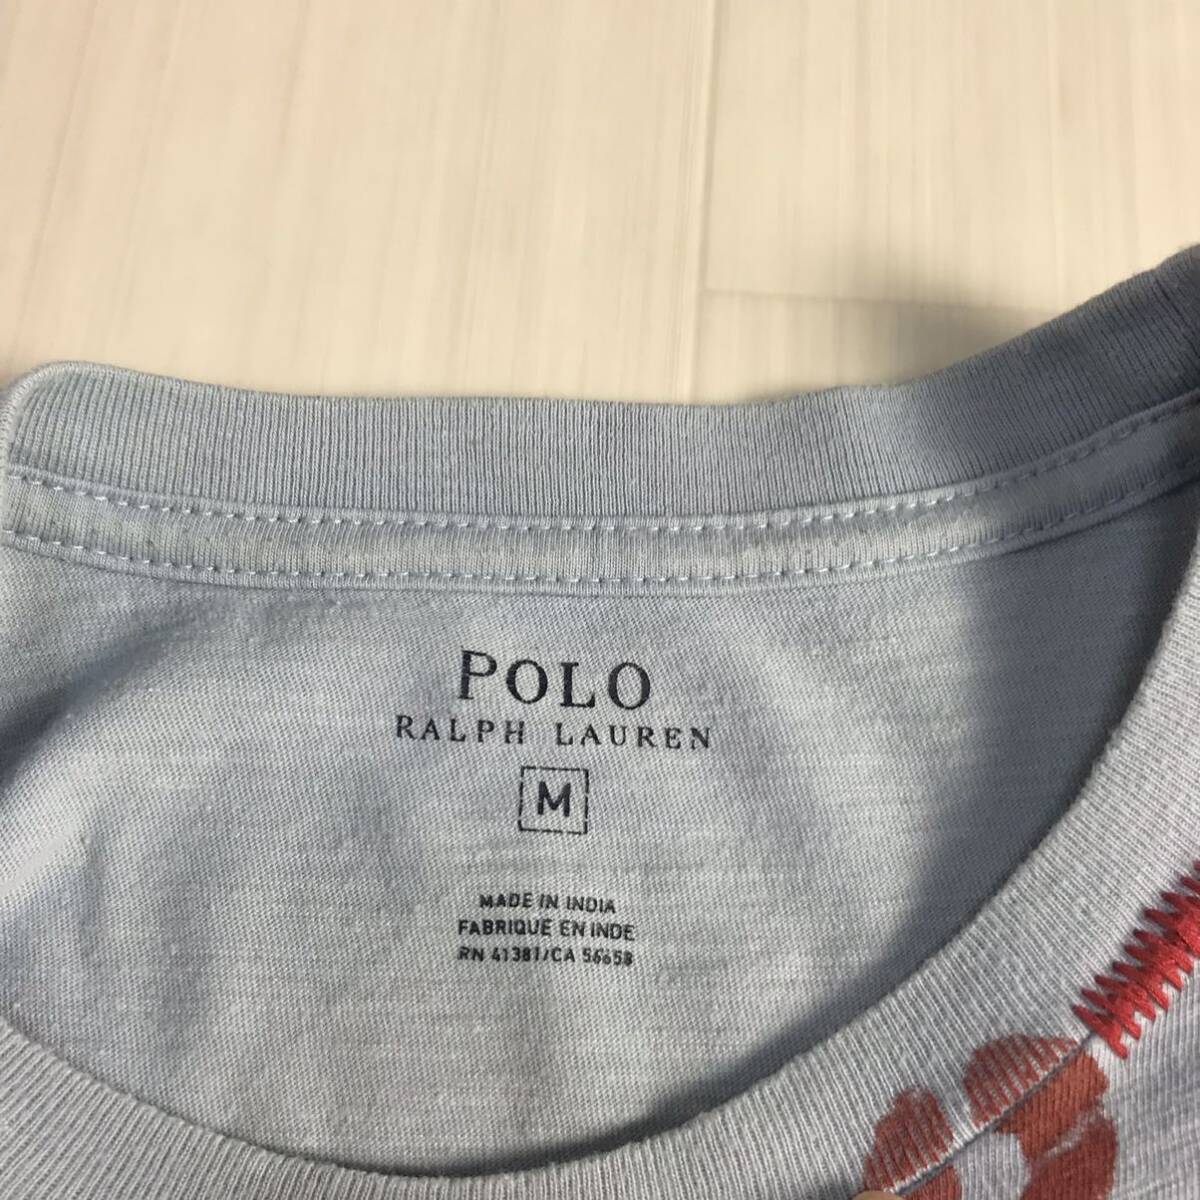 POLO
RALPH LAUREN
M
MADE IN INDIA
FABRIQUE EN INDE
RN 41381/CA 56658